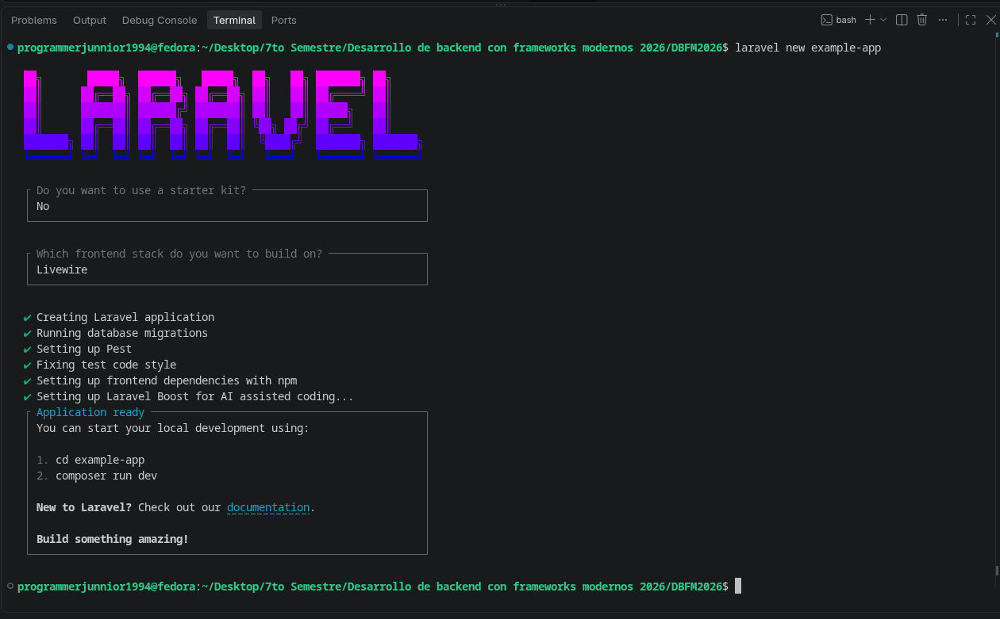 Problems Output Debug Console Terminal Ports bash
programmerjunnior1994@fedora:~/Desktop/7to Semestre/Desarrollo de backend con frameworks modernos 2026/DBFM2026$ laravel new example-app
LARAVEL
Do you want to use a starter kit?
No
Which frontend stack do you want to build on?
Livewire
✔ Creating Laravel application
✔ Running database migrations
✔ Setting up Pest
✔ Fixing test code style
✔ Setting up frontend dependencies with npm
✔ Setting up Laravel Boost for AI assisted coding...
Application ready
You can start your local development using:
1. cd example-app
2. composer run dev
New to Laravel? Check out our documentation.
Build something amazing!
programmerjunnior1994@fedora:~/Desktop/7to Semestre/Desarrollo de backend con frameworks modernos 2026/DBFM2026$